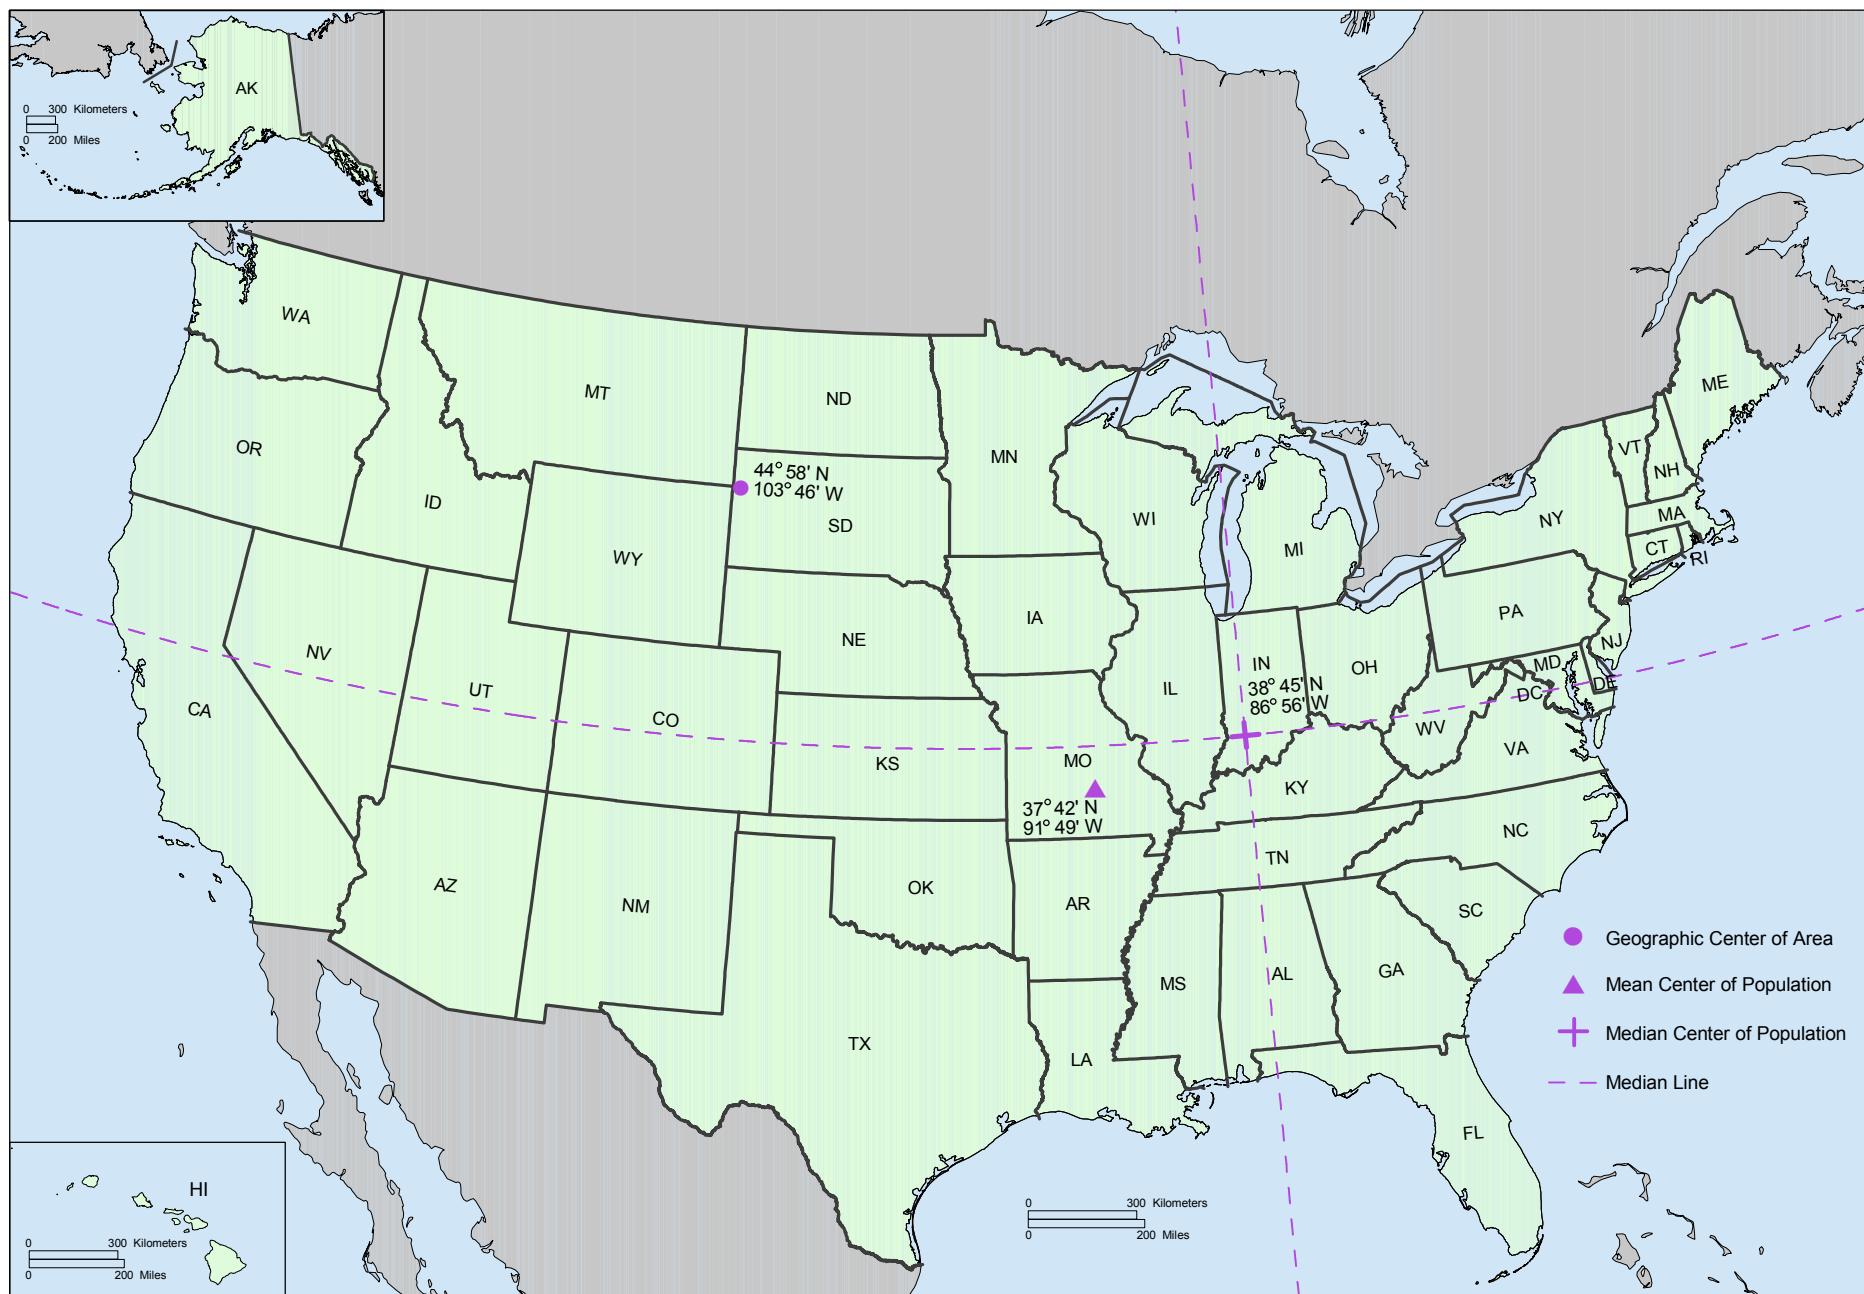 AK
0 300 Kilometers
0 200 Miles
WA
MT
ND
ME
OR
MN
VT
NH
44° 58' N
103° 46' W
ID
SD
WI
NY
MA
WY
MI
CT
RI
IA
PA
NE
NV
OH
NJ
IN
MD
UT
IL
38° 45' N
86° 56' W
DE
DC
CA
CO
WV
VA
KS
MO
KY
37° 42' N
91° 49' W
NC
TN
AZ
OK
NM
AR
SC
Geographic Center of Area
GA
AL
MS
Mean Center of Population
Median Center of Population
TX
LA
Median Line
FL
HI
0 300 Kilometers
0 200 Miles
0 300 Kilometers
0 200 Miles